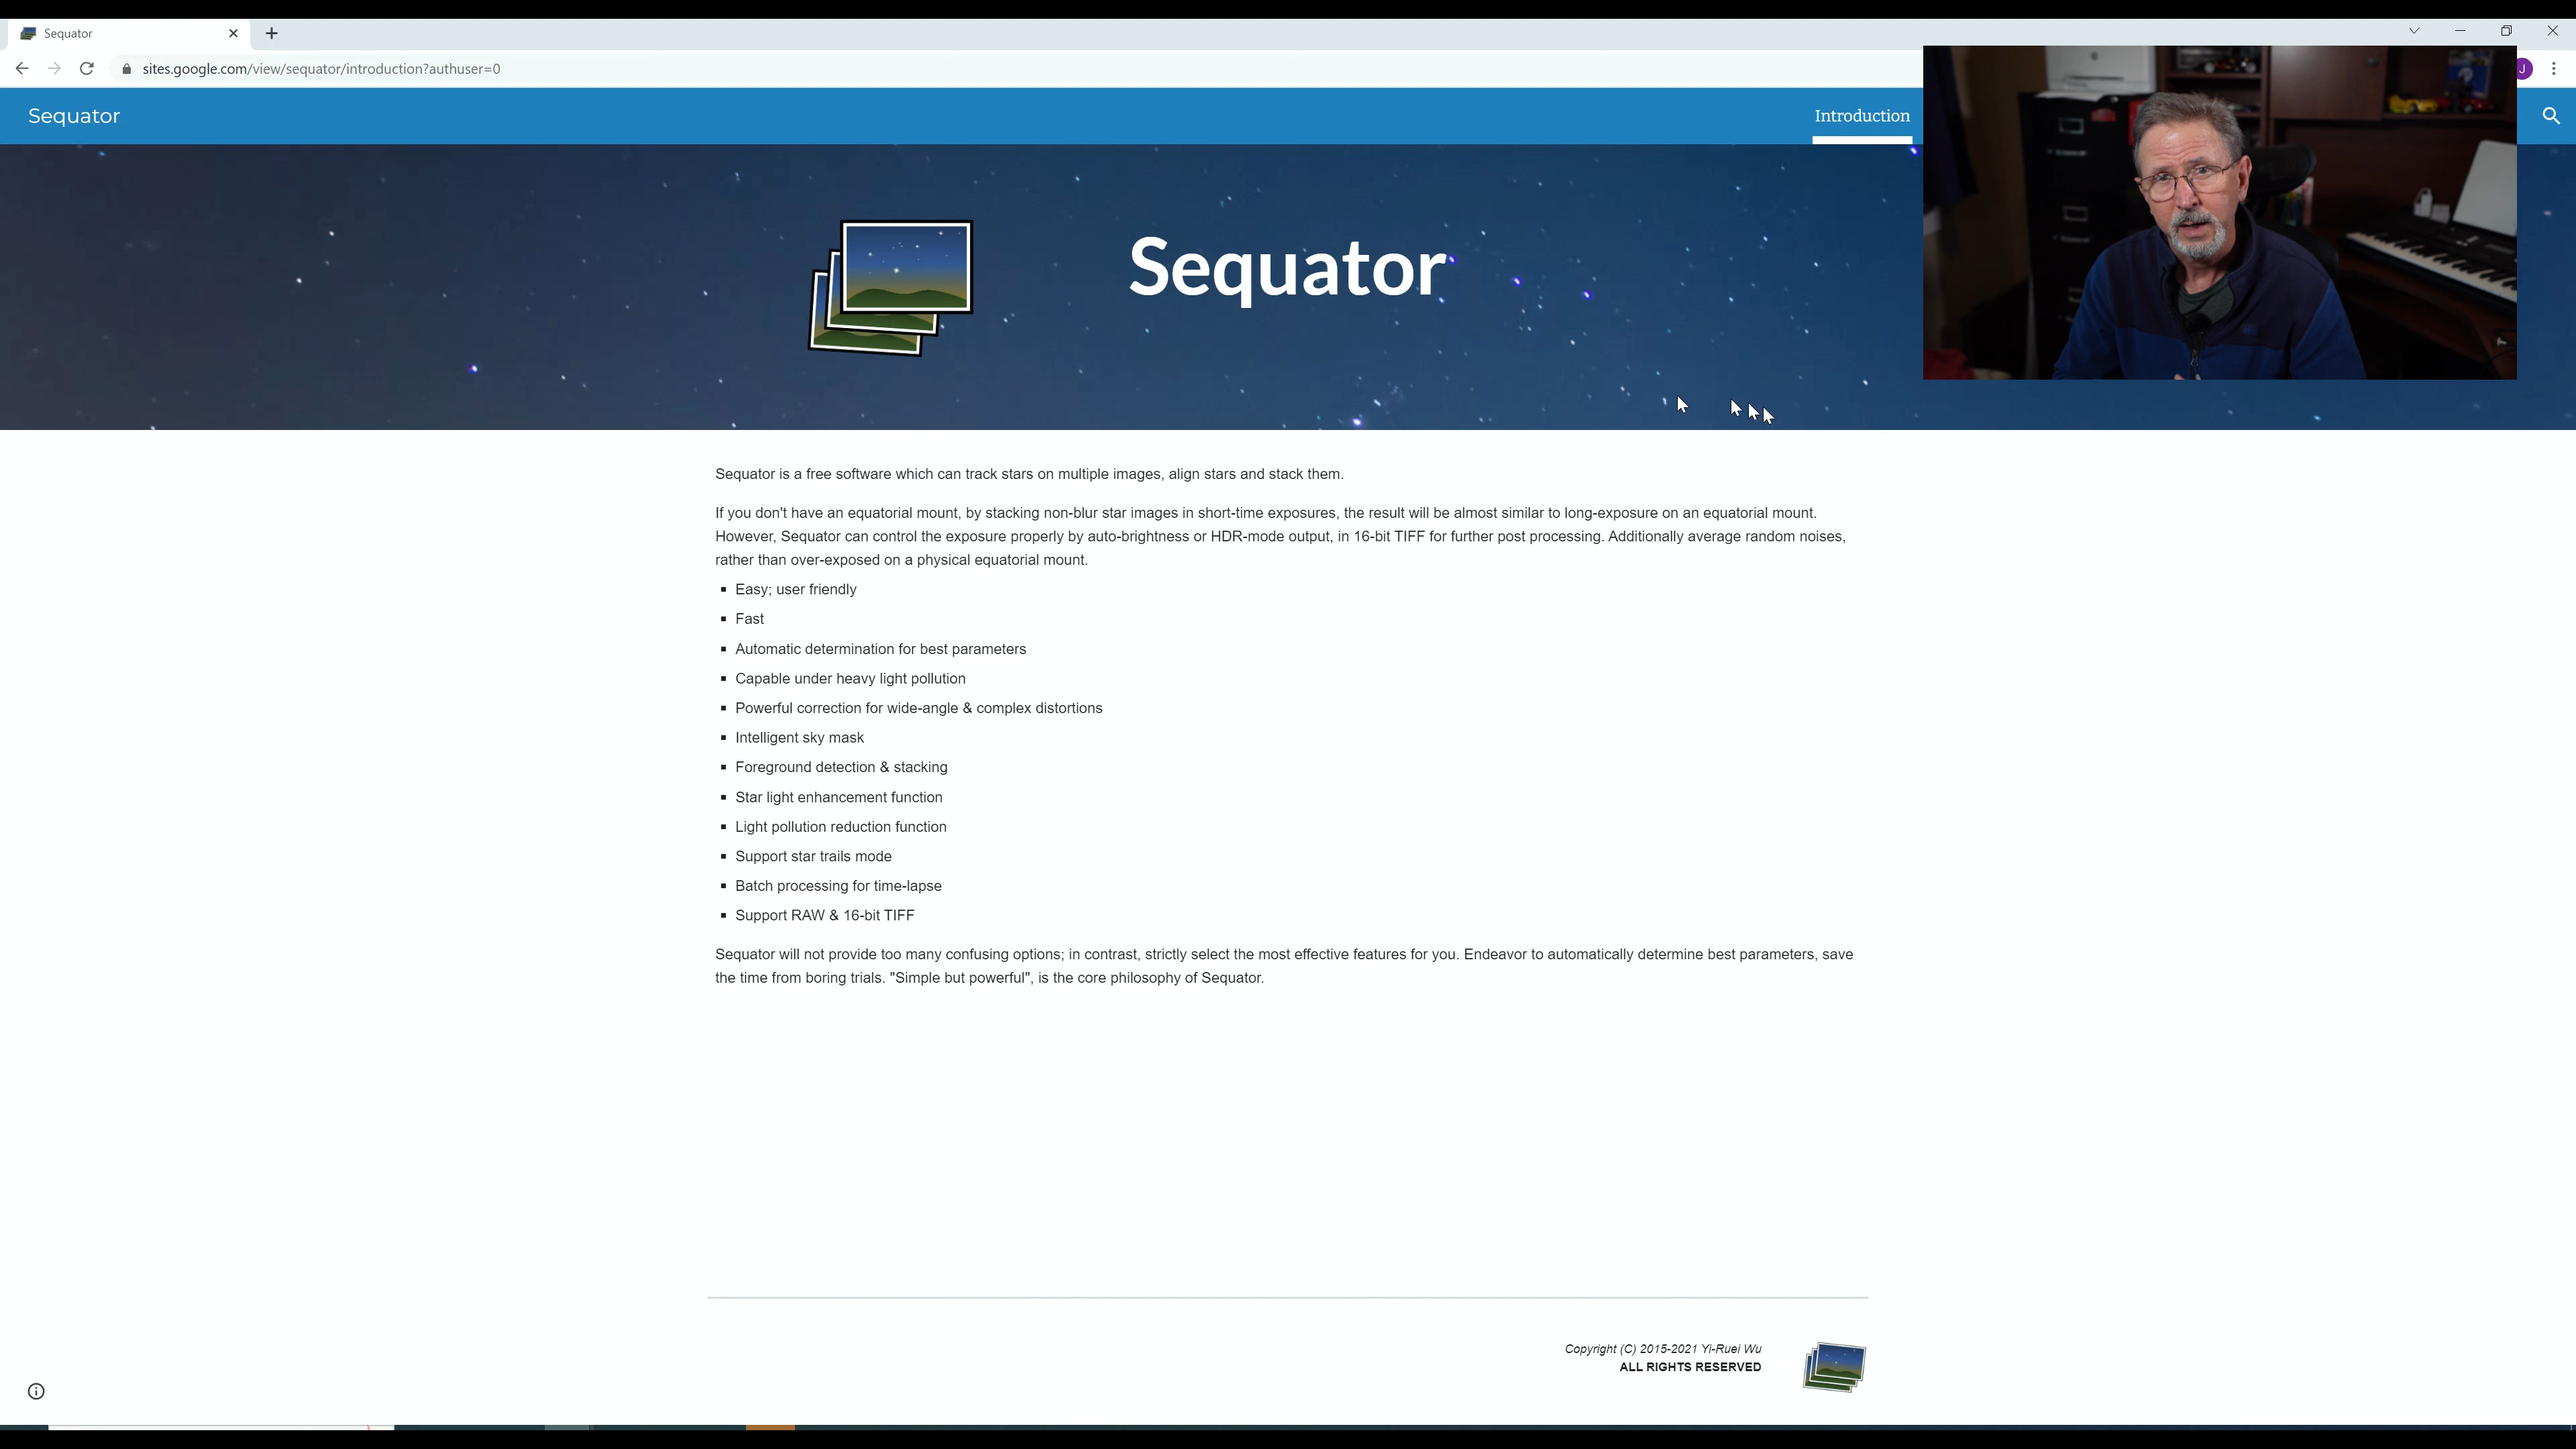 Sequator
sites.google.com/view/sequator/introduction?authuser=0
J
Sequator
Introduction
Sequator
Sequator is a free software which can track stars on multiple images, align stars and stack them.
If you don't have an equatorial mount, by stacking non-blur star images in short-time exposures, the result will be almost similar to long-exposure on an equatorial mount.
However, Sequator can control the exposure properly by auto-brightness or HDR-mode output, in 16-bit TIFF for further post processing. Additionally average random noises,
rather than over-exposed on a physical equatorial mount.
▪ Easy; user friendly
▪ Fast
▪ Automatic determination for best parameters
▪ Capable under heavy light pollution
▪ Powerful correction for wide-angle & complex distortions
▪ Intelligent sky mask
▪ Foreground detection & stacking
▪ Star light enhancement function
▪ Light pollution reduction function
▪ Support star trails mode
▪ Batch processing for time-lapse
▪ Support RAW & 16-bit TIFF
Sequator will not provide too many confusing options; in contrast, strictly select the most effective features for you. Endeavor to automatically determine best parameters, save
the time from boring trials. "Simple but powerful", is the core philosophy of Sequator.
Copyright (C) 2015-2021 Yi-Ruei Wu
ALL RIGHTS RESERVED